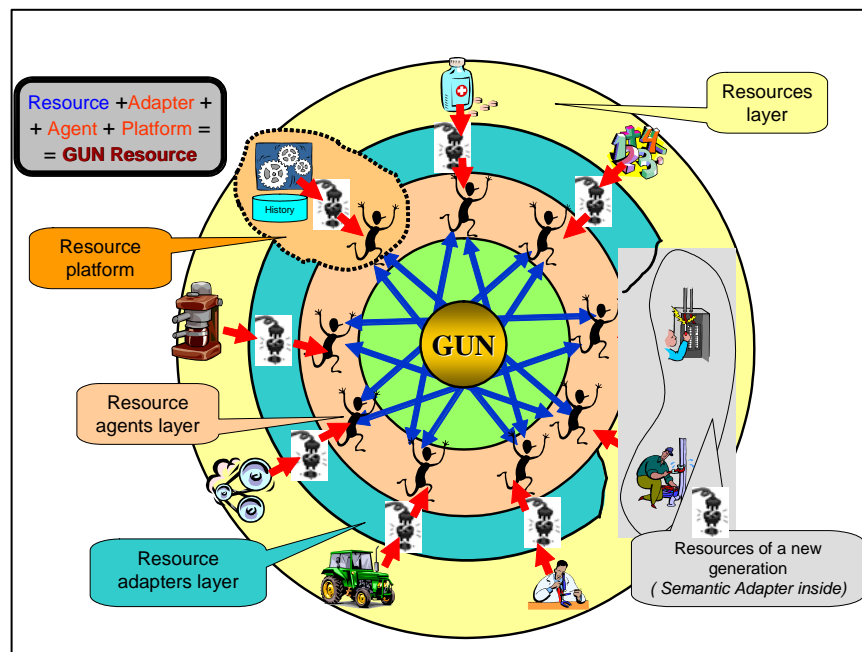 Resource +Adapter +
+ Agent + Platform =
= GUN Resource
Resources
layer
History
Resource
platform
GUN
Resource
agents layer
Resource
adapters layer
Resources of a new
generation
( Semantic Adapter inside)